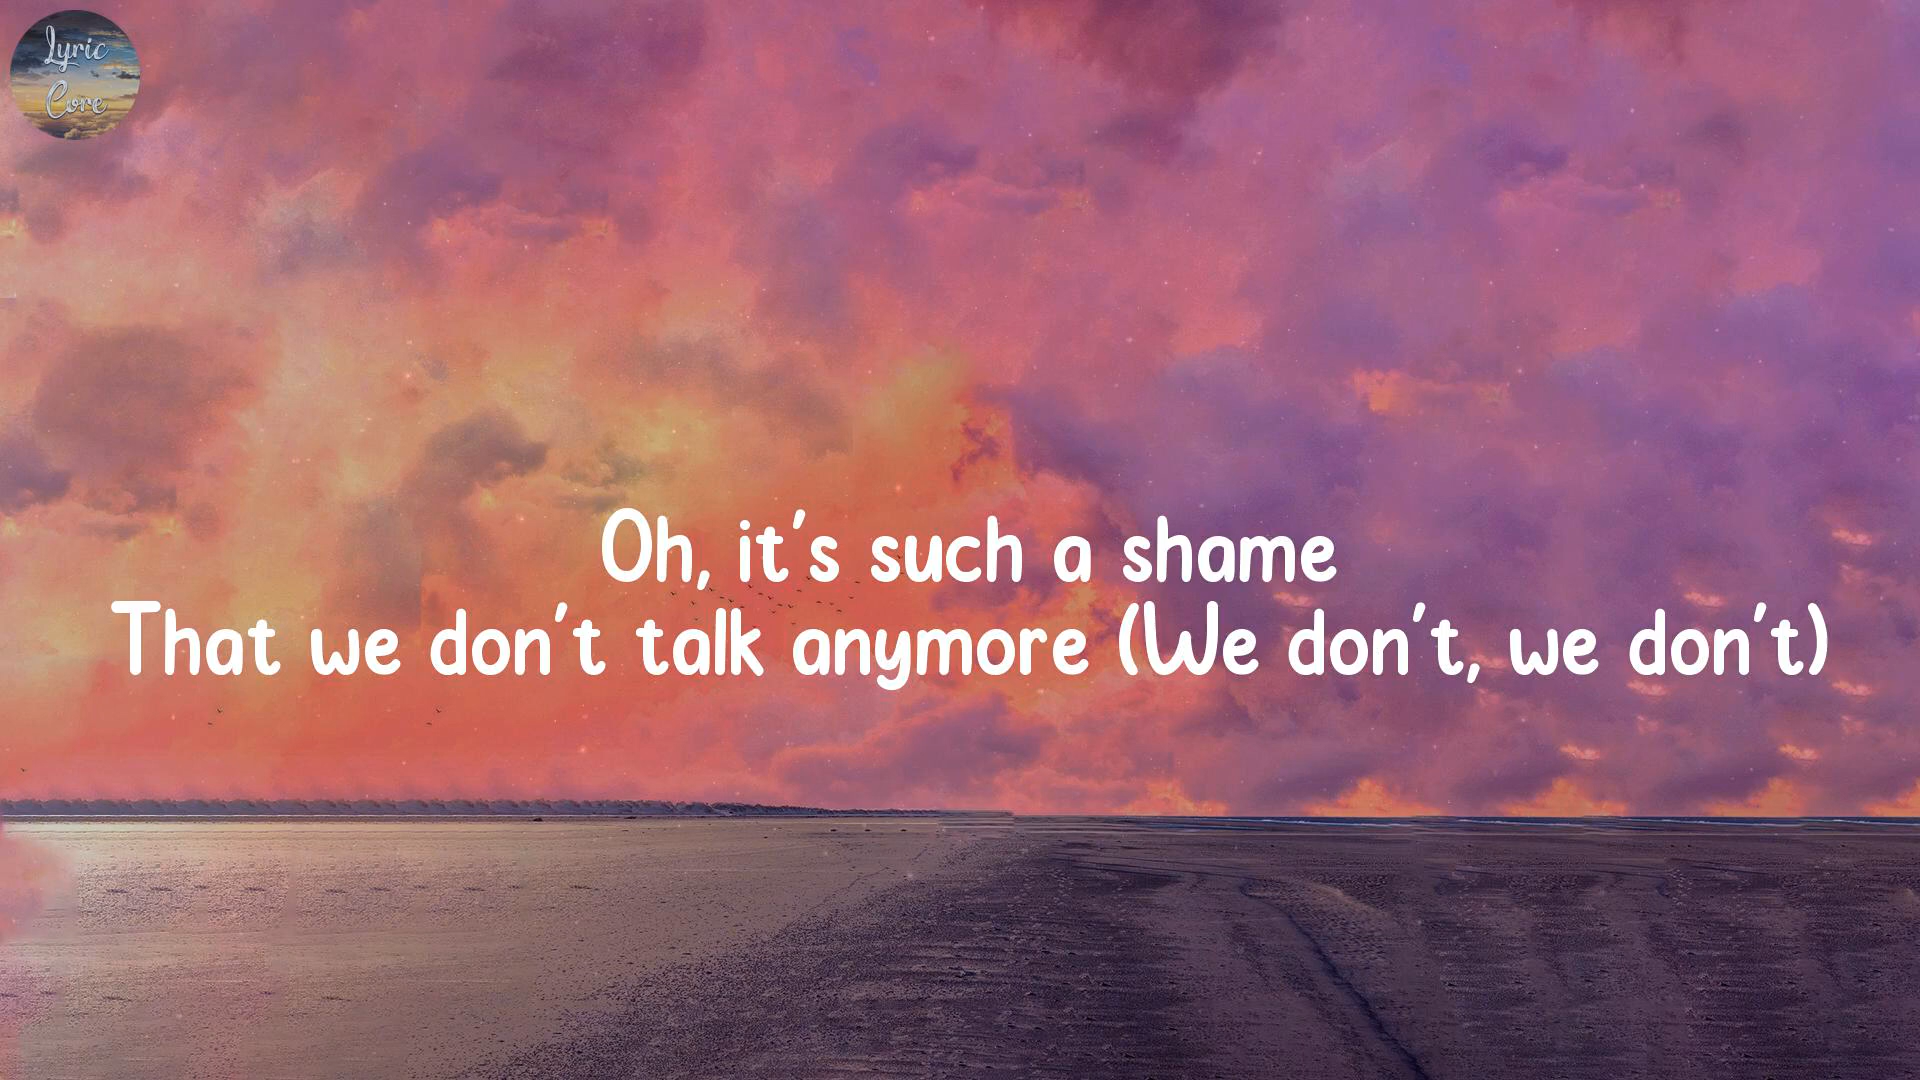 Lyric
Core
Oh, it's such a shame
That we don't talk anymore (We don't, we don't)